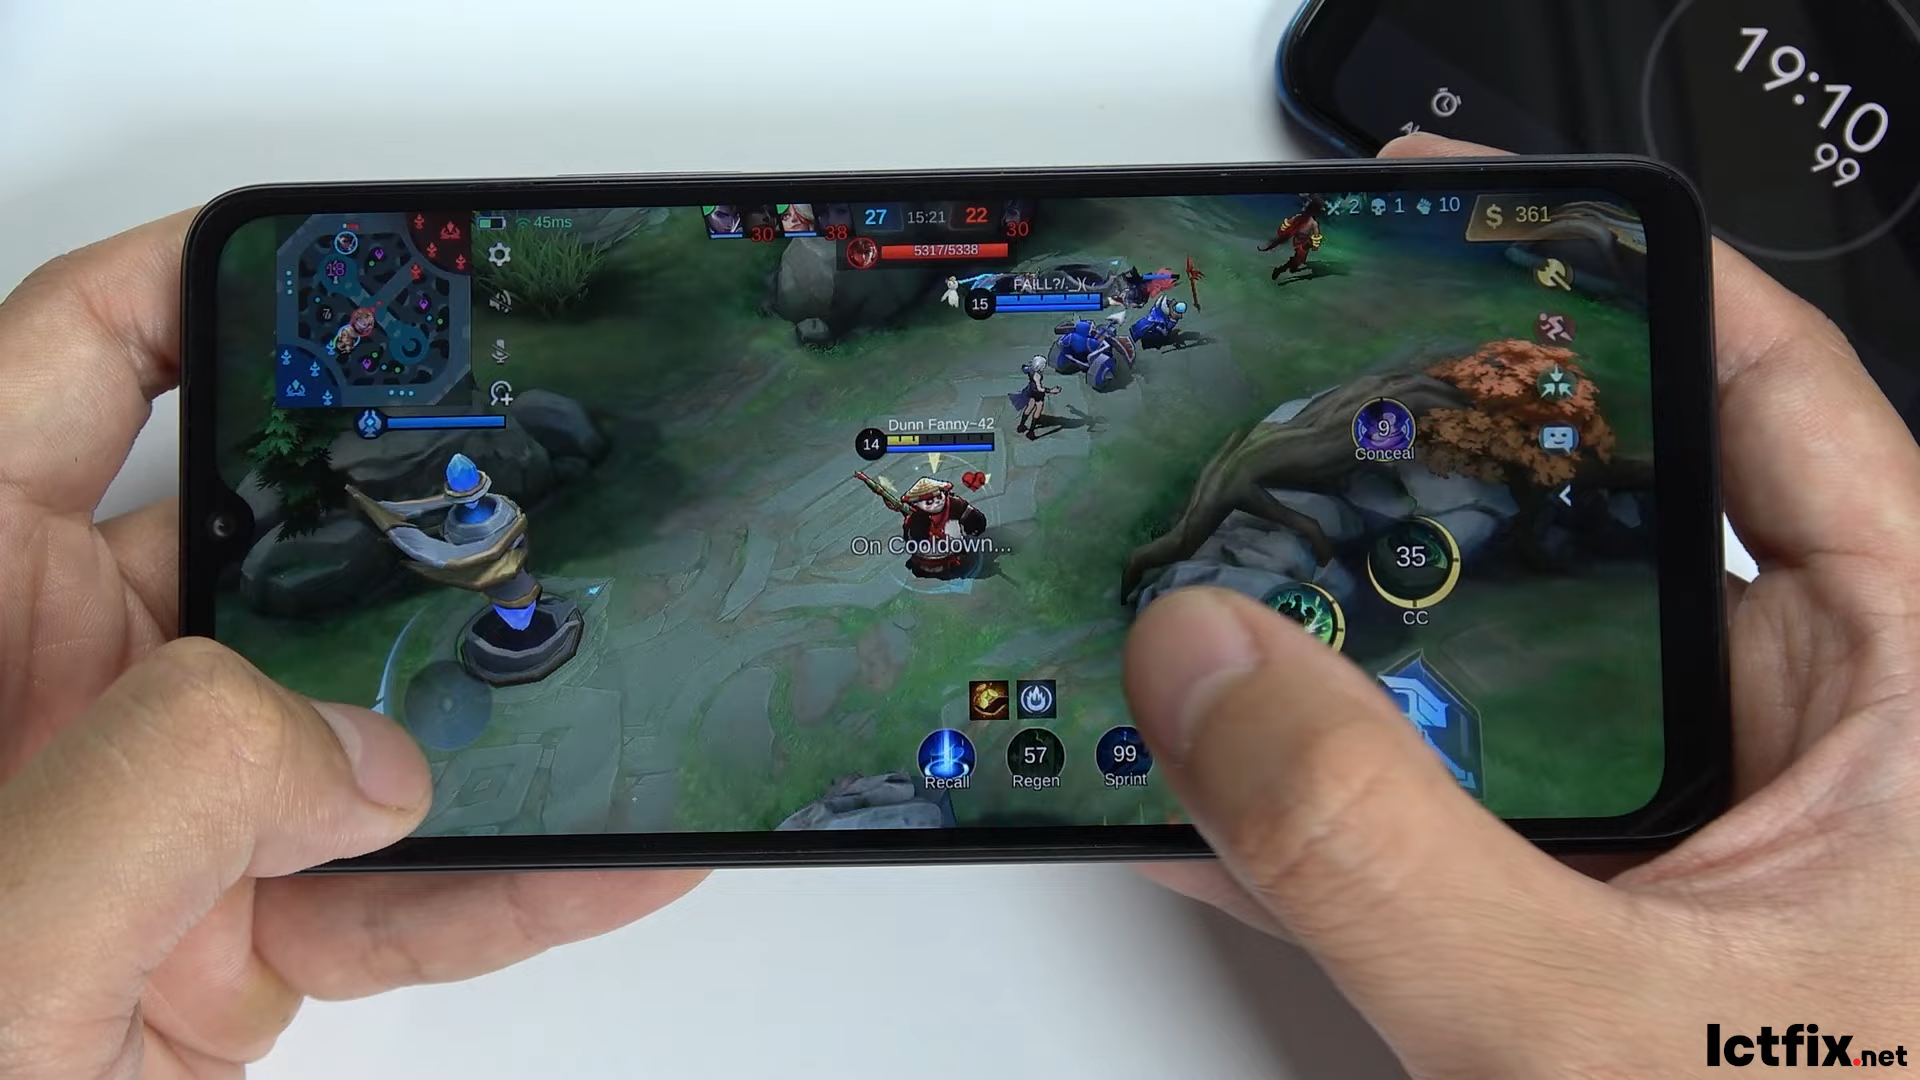 19:10
99
45ms
27 15:21 22
30
38
30
2 1 10
$ 361
5317/5338
18
FAILL?/._)(
15
Dunn Fanny~42
14
9
Conceal
On Cooldown...
35
CC
57
99
Recall
Regen
Sprint
Ictfix.net